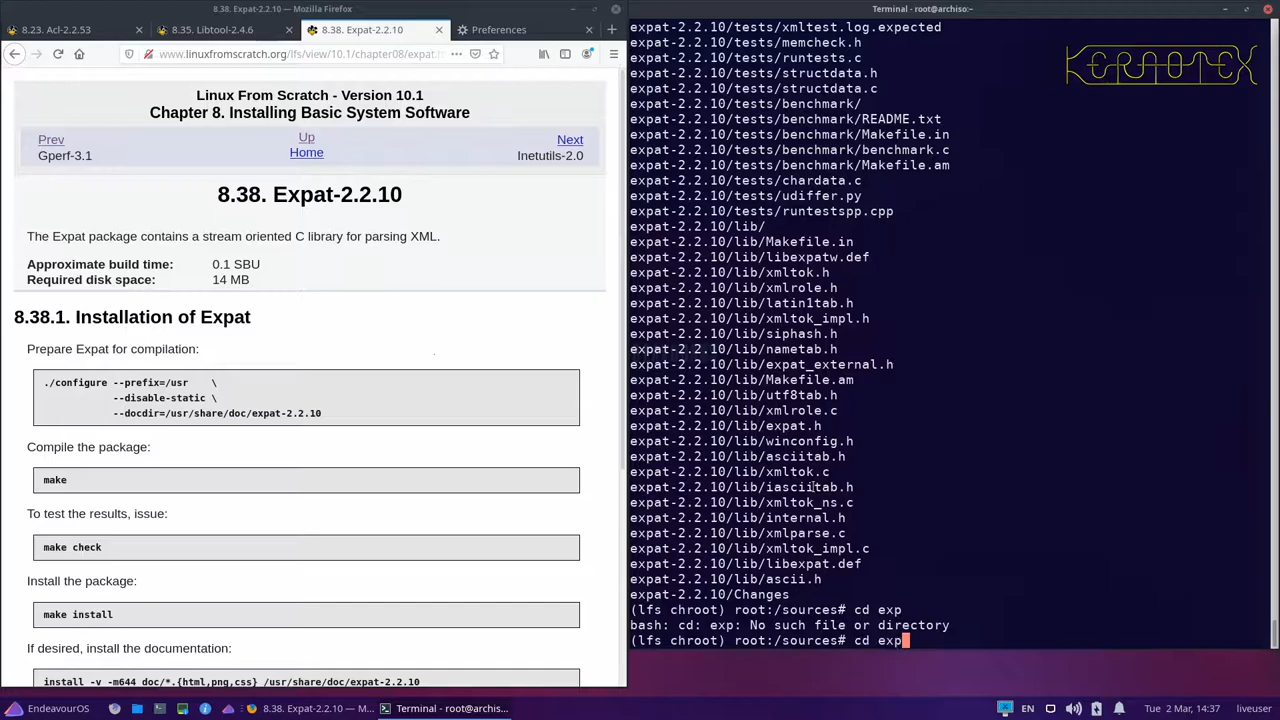 8.38. Expat-2.2.10 — Mozilla Firefox
8.23. Acl-2.2.53
8.35. Libtool-2.4.6
8.38. Expat-2.2.10
Preferences
www.linuxfromscratch.org/lfs/view/10.1/chapter08/expat.
Linux From Scratch - Version 10.1
Chapter 8. Installing Basic System Software
Prev
Up
Next
Gperf-3.1
Home
Inetutils-2.0
8.38. Expat-2.2.10
The Expat package contains a stream oriented C library for parsing XML.
Approximate build time: 0.1 SBU
Required disk space: 14 MB
8.38.1. Installation of Expat
Prepare Expat for compilation:
./configure --prefix=/usr \
--disable-static \
--docdir=/usr/share/doc/expat-2.2.10
Compile the package:
make
To test the results, issue:
make check
Install the package:
make install
If desired, install the documentation:
install -v -m644 doc/*.{html,png,css} /usr/share/doc/expat-2.2.10
Terminal - root@archiso:~
KERNOTEX
expat-2.2.10/tests/xmltest.log.expected
expat-2.2.10/tests/memcheck.h
expat-2.2.10/tests/runtests.c
expat-2.2.10/tests/structdata.h
expat-2.2.10/tests/structdata.c
expat-2.2.10/tests/benchmark/
expat-2.2.10/tests/benchmark/README.txt
expat-2.2.10/tests/benchmark/Makefile.in
expat-2.2.10/tests/benchmark/benchmark.c
expat-2.2.10/tests/benchmark/Makefile.am
expat-2.2.10/tests/chardata.c
expat-2.2.10/tests/udiffer.py
expat-2.2.10/tests/runtestspp.cpp
expat-2.2.10/lib/
expat-2.2.10/lib/Makefile.in
expat-2.2.10/lib/libexpatw.def
expat-2.2.10/lib/xmltok.h
expat-2.2.10/lib/xmlrole.h
expat-2.2.10/lib/latin1tab.h
expat-2.2.10/lib/xmltok_impl.h
expat-2.2.10/lib/siphash.h
expat-2.2.10/lib/nametab.h
expat-2.2.10/lib/expat_external.h
expat-2.2.10/lib/Makefile.am
expat-2.2.10/lib/utf8tab.h
expat-2.2.10/lib/xmlrole.c
expat-2.2.10/lib/expat.h
expat-2.2.10/lib/winconfig.h
expat-2.2.10/lib/asciitab.h
expat-2.2.10/lib/xmltok.c
expat-2.2.10/lib/iasciitab.h
expat-2.2.10/lib/xmltok_ns.c
expat-2.2.10/lib/internal.h
expat-2.2.10/lib/xmlparse.c
expat-2.2.10/lib/xmltok_impl.c
expat-2.2.10/lib/libexpat.def
expat-2.2.10/lib/ascii.h
expat-2.2.10/Changes
(lfs chroot) root:/sources# cd exp
bash: cd: exp: No such file or directory
(lfs chroot) root:/sources# cd exp
EndeavourOS
8.38. Expat-2.2.10 — M...
Terminal - root@archiso:...
EN
Tue 2 Mar, 14:37
liveuser